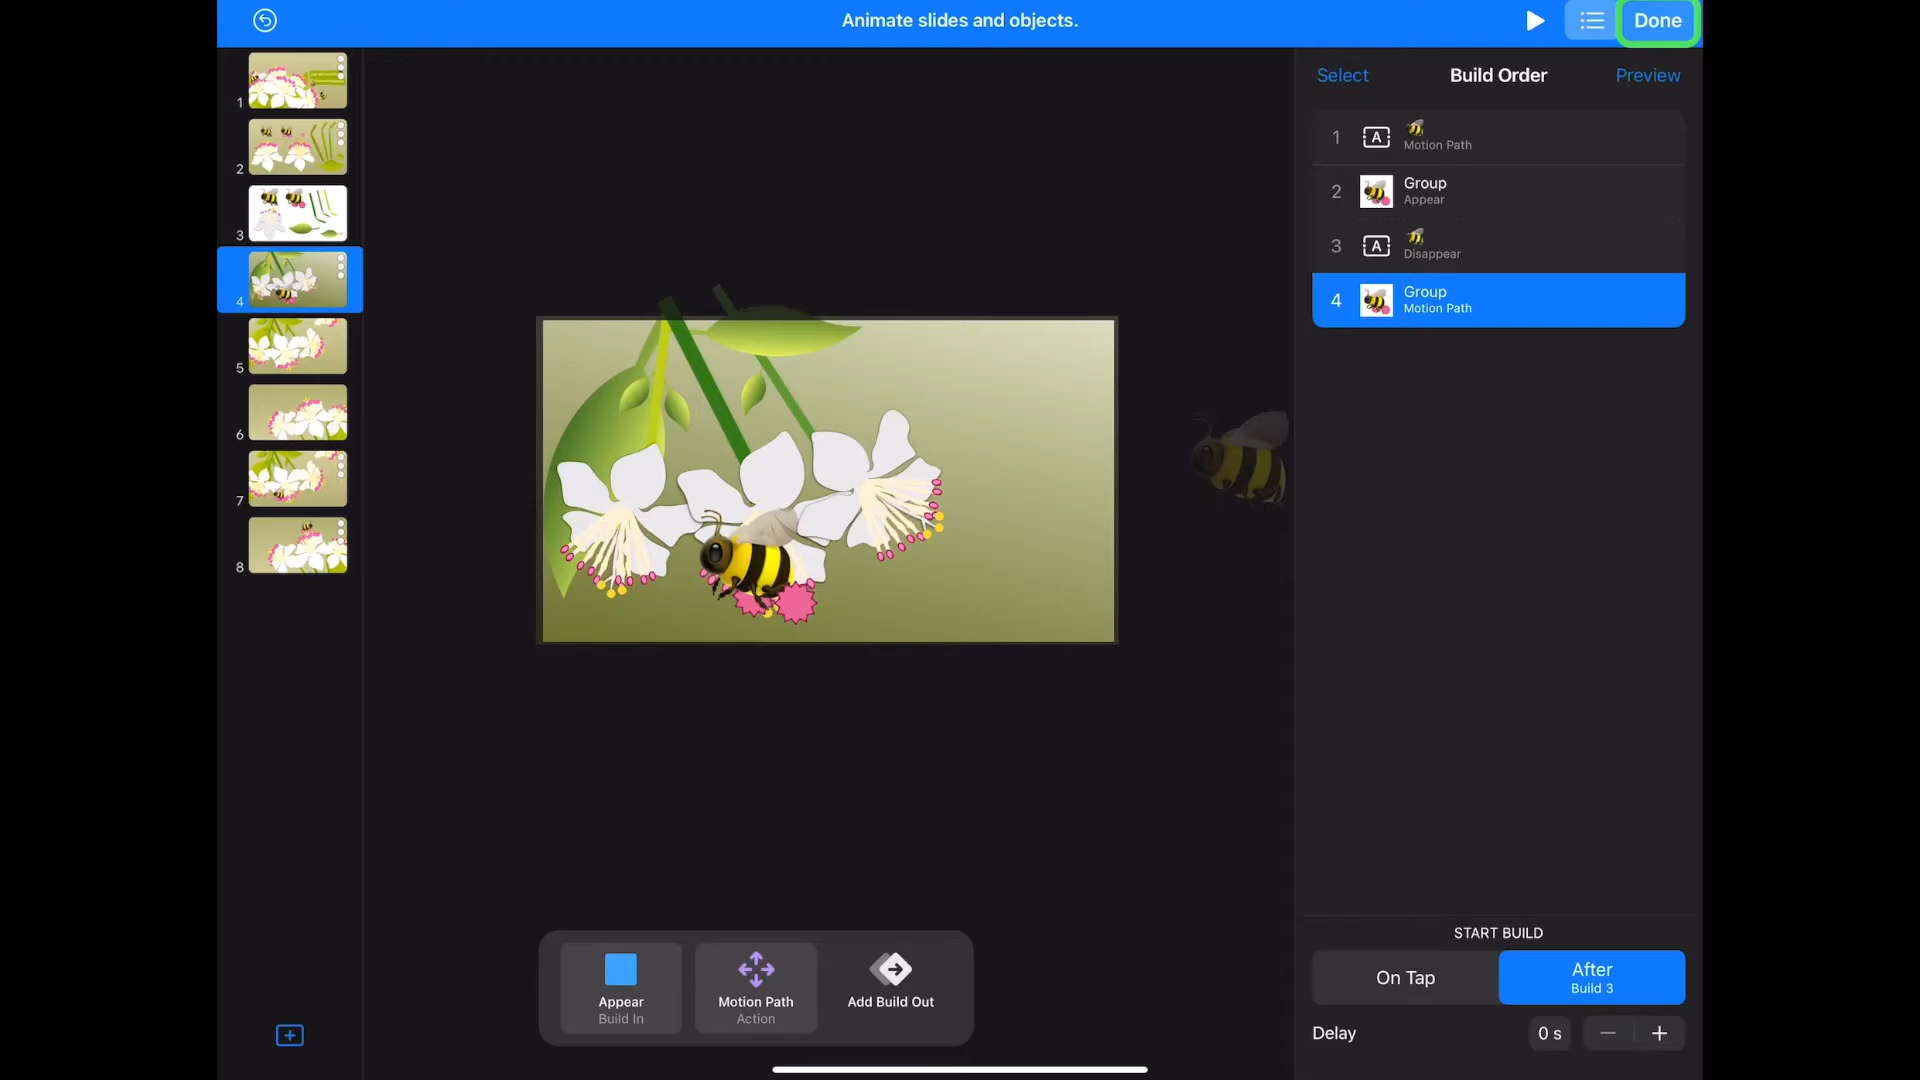 Animate slides and objects.
Done
1
2
3
4
5
6
7
8
Select
Build Order
Preview
1
A
Motion Path
2
Group
Appear
3
A
Disappear
4
Group
Motion Path
Appear
Build In
Motion Path
Action
Add Build Out
START BUILD
On Tap
After
Build 3
Delay
0 s